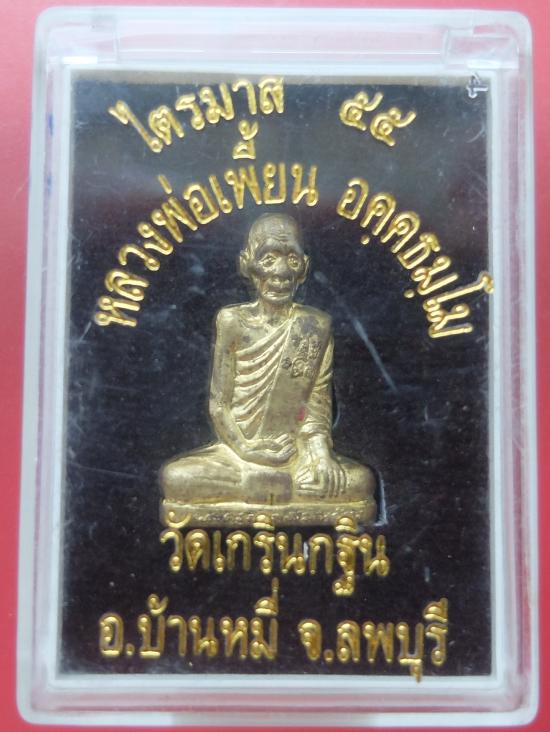 ไตรมาส ๕๕
หลวงพ่อเพี้ยน อคฺคธมฺโม
วัดเกรินกฐิน
อ.บ้านหมี่ จ.ลพบุรี